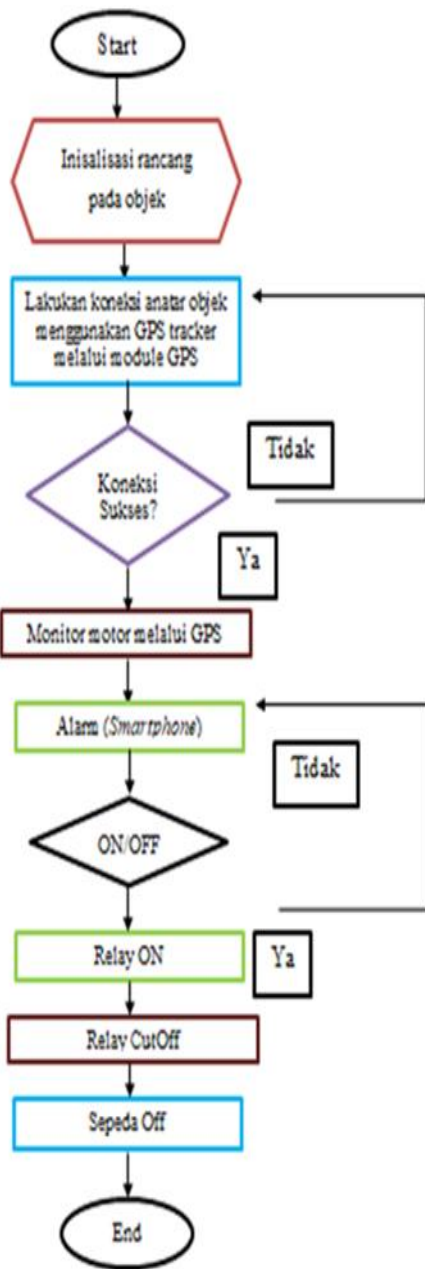 Start
Inisalisasi rancang
pada objek
Lakukan koneksi anatar objek
menggunakan GPS tracker
melalui module GPS
Tidak
Koneksi
Sukses?
Ya
Monitor motor melalui GPS
Alarm (Smartphone)
Tidak
ON/OFF
Relay ON
Ya
Relay CutOff
Sepeda Off
End